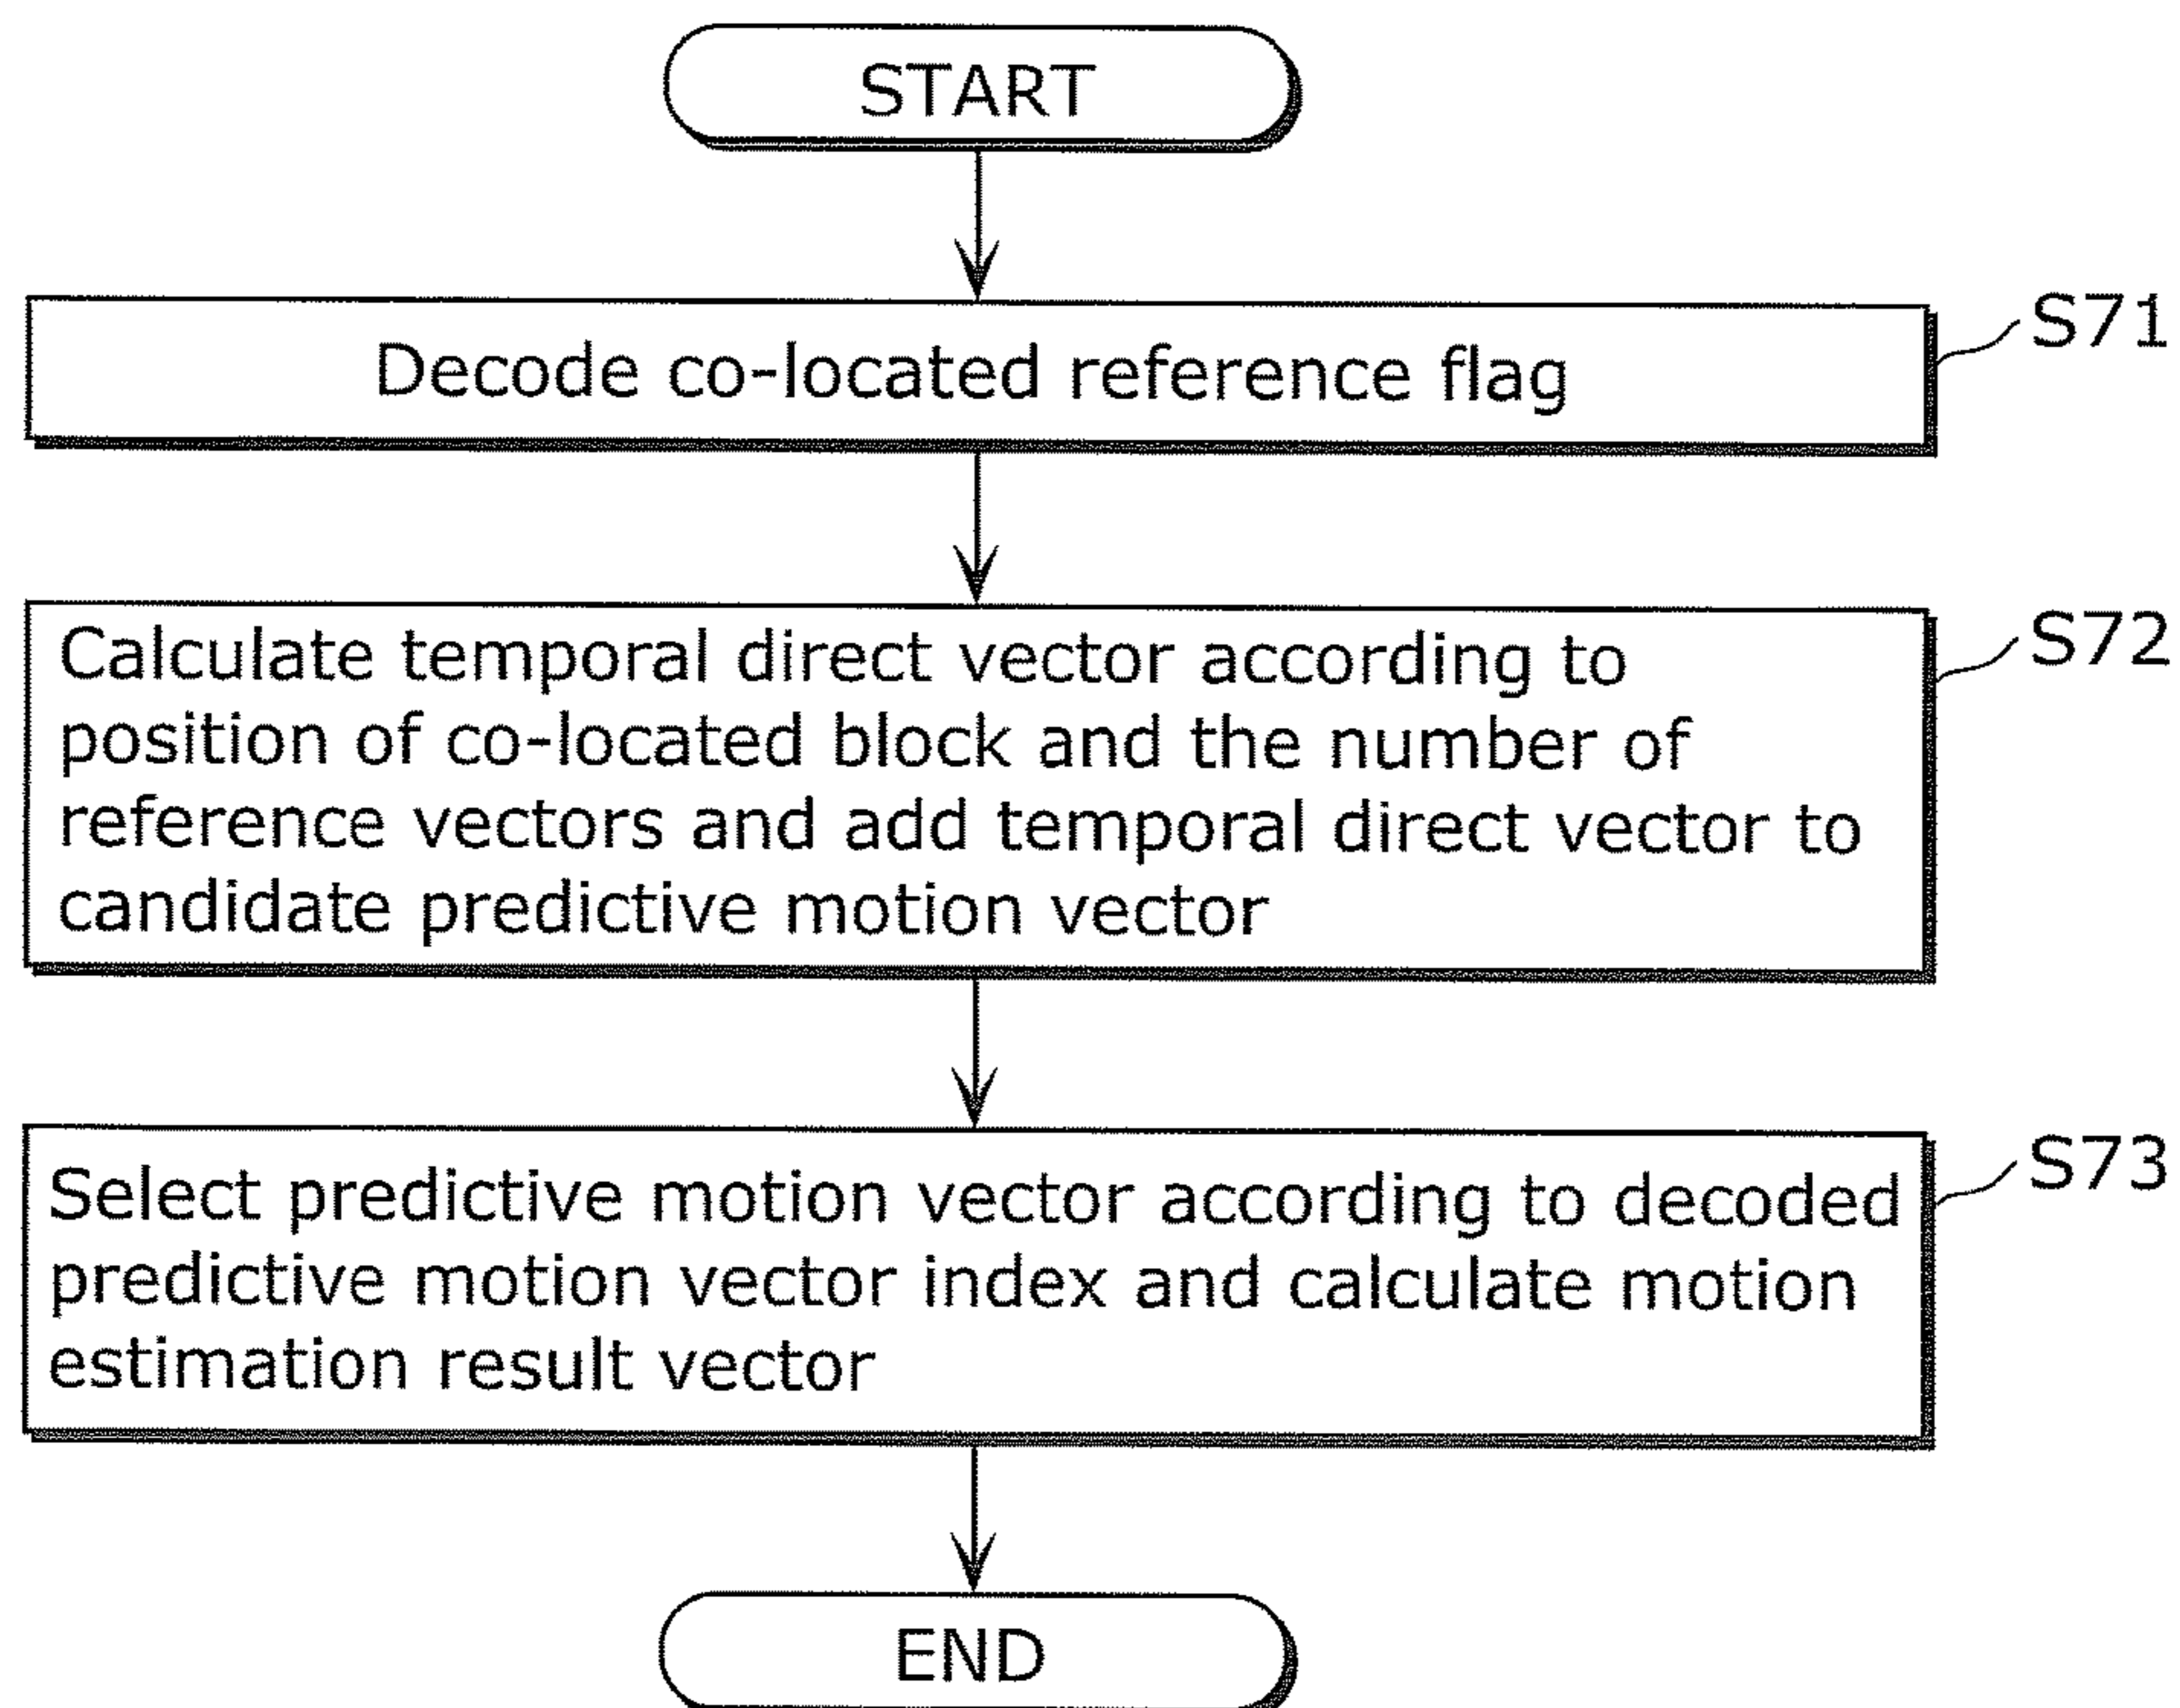 START
Decode co-located reference flag
S71
Calculate temporal direct vector according to
position of co-located block and the number of
reference vectors and add temporal direct vector to
candidate predictive motion vector
S72
Select predictive motion vector according to decoded
predictive motion vector index and calculate motion
estimation result vector
S73
END